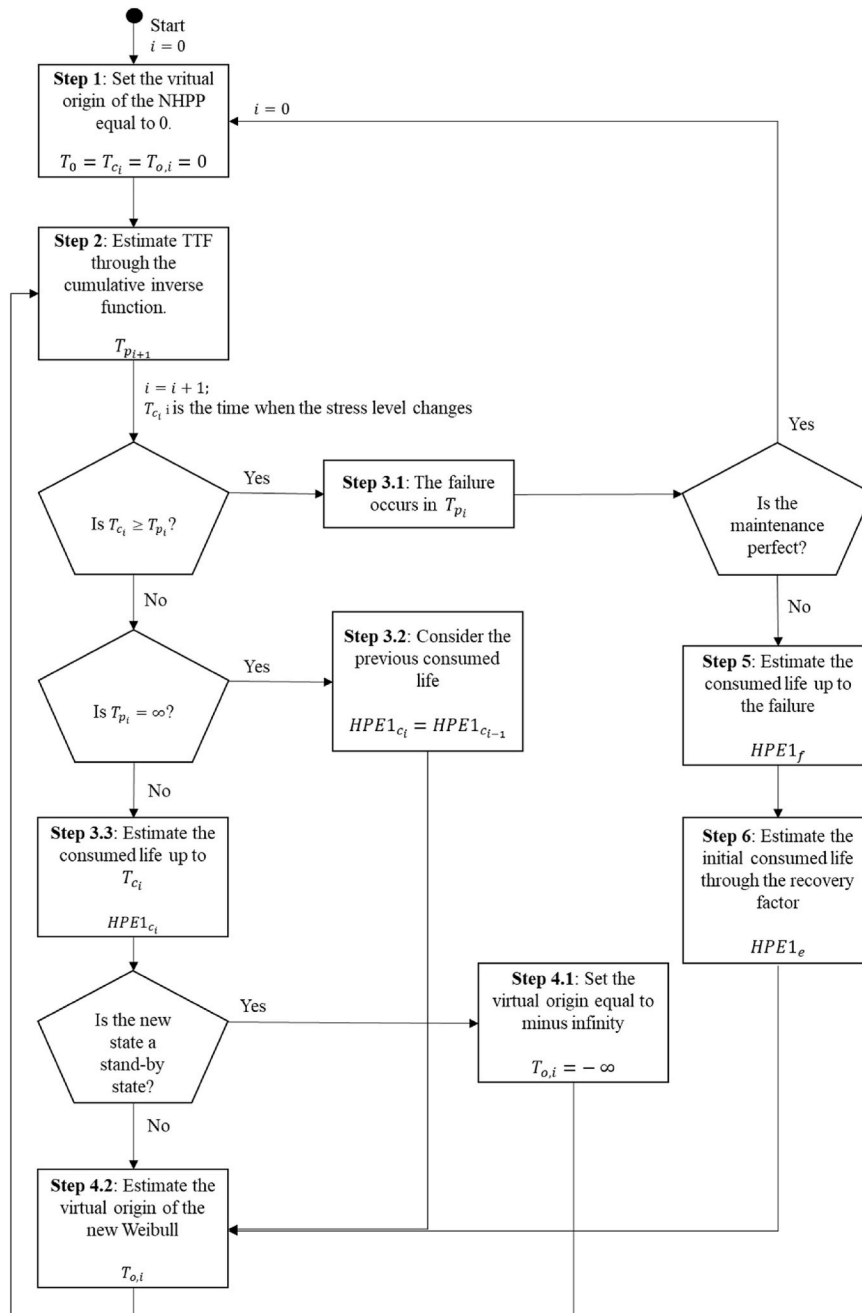 Start
i = 0
Step 1: Set the vritual
origin of the NHPP
equal to 0.
T₀ = T_{c_i} = T_{o,i} = 0
i = 0
Step 2: Estimate TTF
through the
cumulative inverse
function.
T_{p_{i+1}}
i = i + 1;
T_{c_i} i is the time when the stress level changes
Is T_{c_i} ≥ T_{p_i}?
Yes
Step 3.1: The failure
occurs in T_{p_i}
Yes
Is the
maintenance
perfect?
No
No
Is T_{p_i} = ∞?
Yes
Step 3.2: Consider the
previous consumed
life
HPE1_{c_i} = HPE1_{c_{i-1}}
Step 5: Estimate the
consumed life up to
the failure
HPE1_f
No
Step 3.3: Estimate the
consumed life up to
T_{c_i}
HPE1_{c_i}
Step 6: Estimate the
initial consumed life
through the recovery
factor
HPE1_e
Is the new
state a
stand-by
state?
Yes
Step 4.1: Set the
virtual origin equal to
minus infinity
T_{o,i} = − ∞
No
Step 4.2: Estimate the
virtual origin of the
new Weibull
T_{o,i}